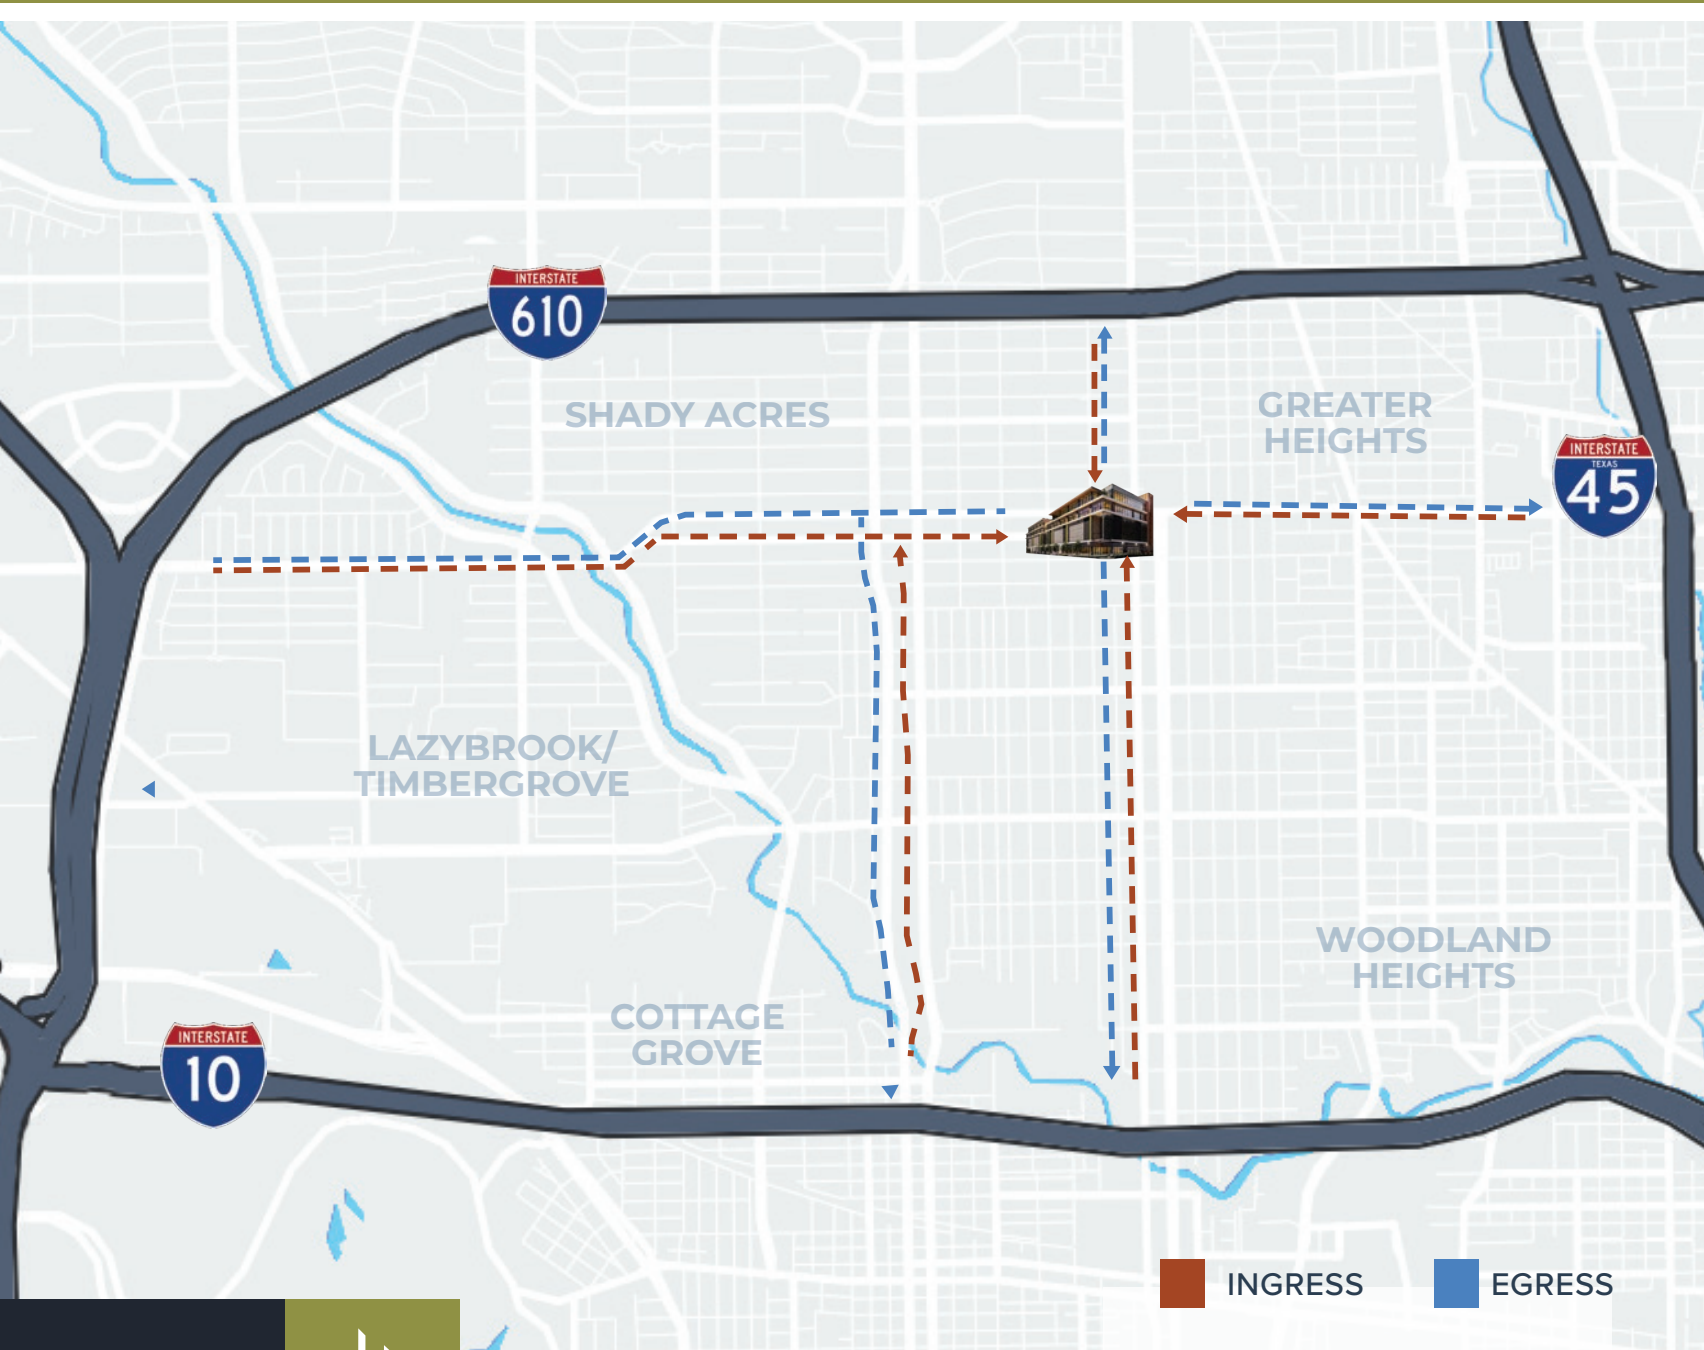 INTERSTATE
610
SHADY ACRES
GREATER
HEIGHTS
INTERSTATE
TEXAS
45
LAZYBROOK/
TIMBERGROVE
WOODLAND
HEIGHTS
COTTAGE
GROVE
INTERSTATE
10
INGRESS
EGRESS